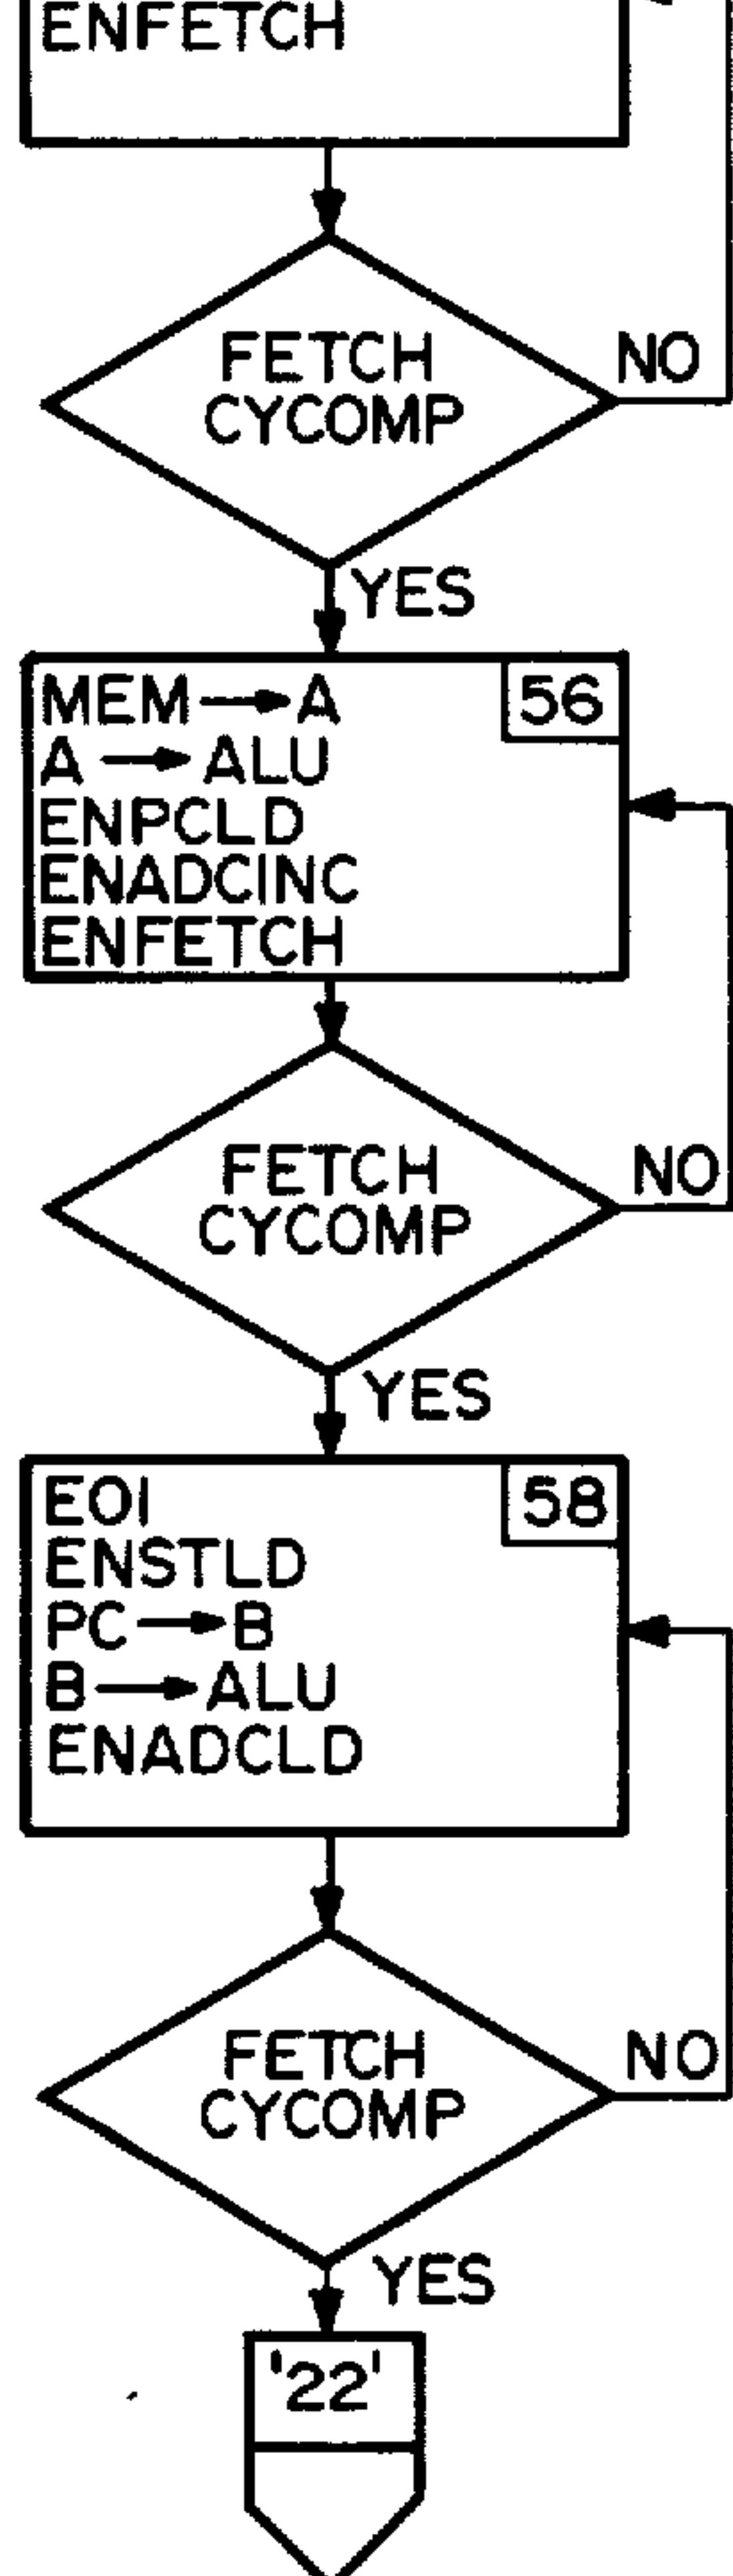 ENFETCH
FETCH
CYCOMP
NO
YES
MEM→A
56
A→ALU
ENPCLD
ENADCINC
ENFETCH
FETCH
CYCOMP
NO
YES
EOI
58
ENSTLD
PC→B
B→ALU
ENADCLD
FETCH
CYCOMP
NO
YES
'22'